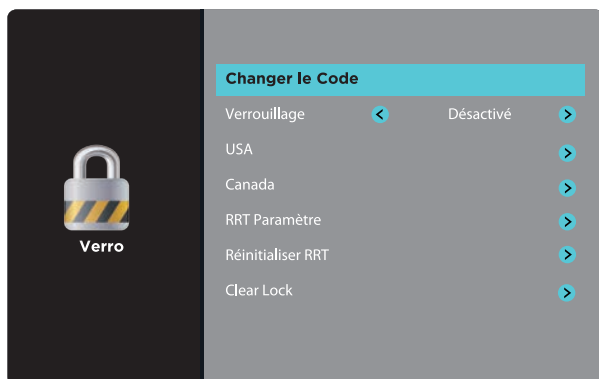 Changer le Code
Verrouillage Désactivé
USA
Canada
RRT Paramètre
Réinitialiser RRT
Clear Lock
Verro